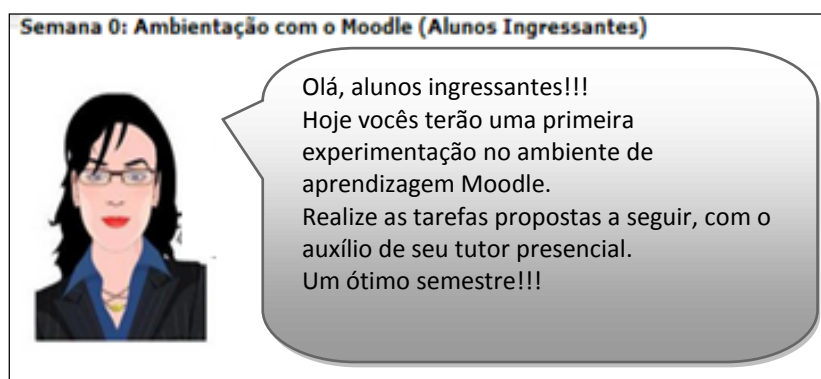 Semana 0: Ambientação com o Moodle (Alunos Ingressantes)
Olá, alunos ingressantes!!!
Hoje vocês terão uma primeira
experimentação no ambiente de
aprendizagem Moodle.
Realize as tarefas propostas a seguir, com o
auxílio de seu tutor presencial.
Um ótimo semestre!!!